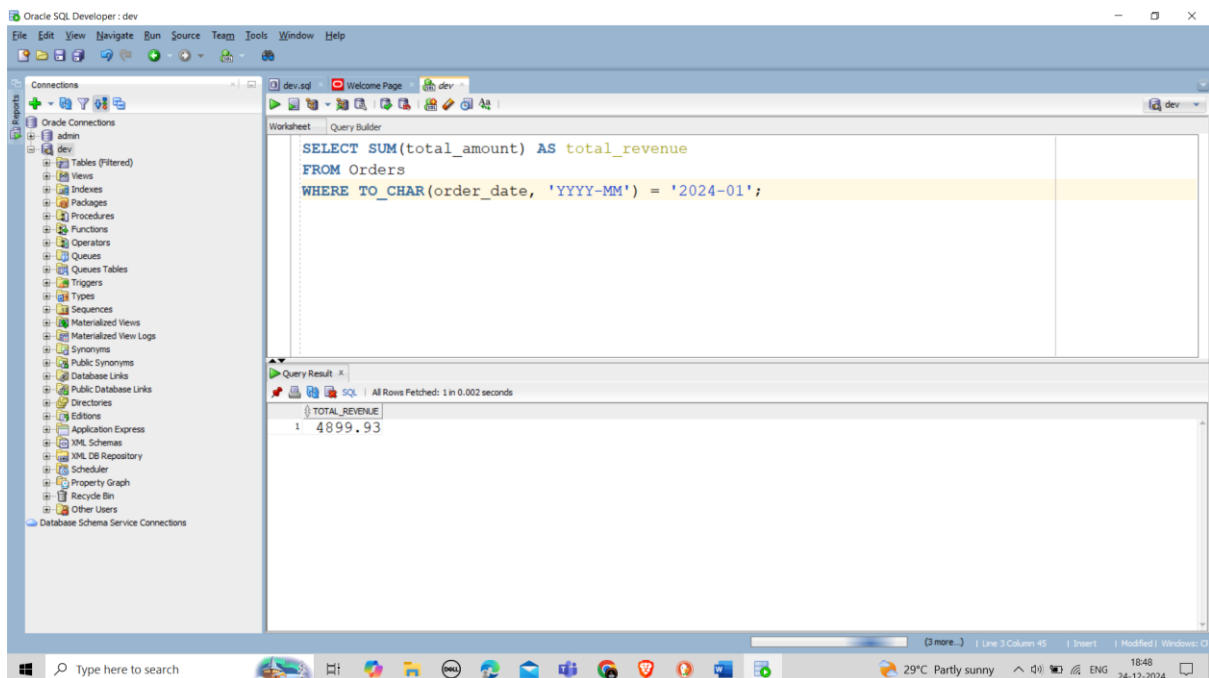 Oracle SQL Developer : dev
File Edit View Navigate Run Source Team Tools Window Help
Connections
dev.sql
Welcome Page
dev
Reports
dev
Oracle Connections
admin
dev
Tables (Filtered)
Views
Indexes
Packages
Procedures
Functions
Operators
Queues
Queues Tables
Triggers
Types
Sequences
Materialized Views
Materialized View Logs
Synonyms
Public Synonyms
Database Links
Public Database Links
Directories
Editions
Application Express
XML Schemas
XML DB Repository
Scheduler
Property Graph
Recycle Bin
Other Users
Database Schema Service Connections
Worksheet Query Builder
SELECT SUM(total_amount) AS total_revenue
FROM Orders
WHERE TO_CHAR(order_date, 'YYYY-MM') = '2024-01';
Query Result
SQL | All Rows Fetched: 1 in 0.002 seconds
TOTAL_REVENUE
1 4899.93
(3 more...) | Line 3 Column 45 | Insert | Modified | Windows: C
Type here to search
DELL
29°C Partly sunny
ENG
18:48
24-12-2024